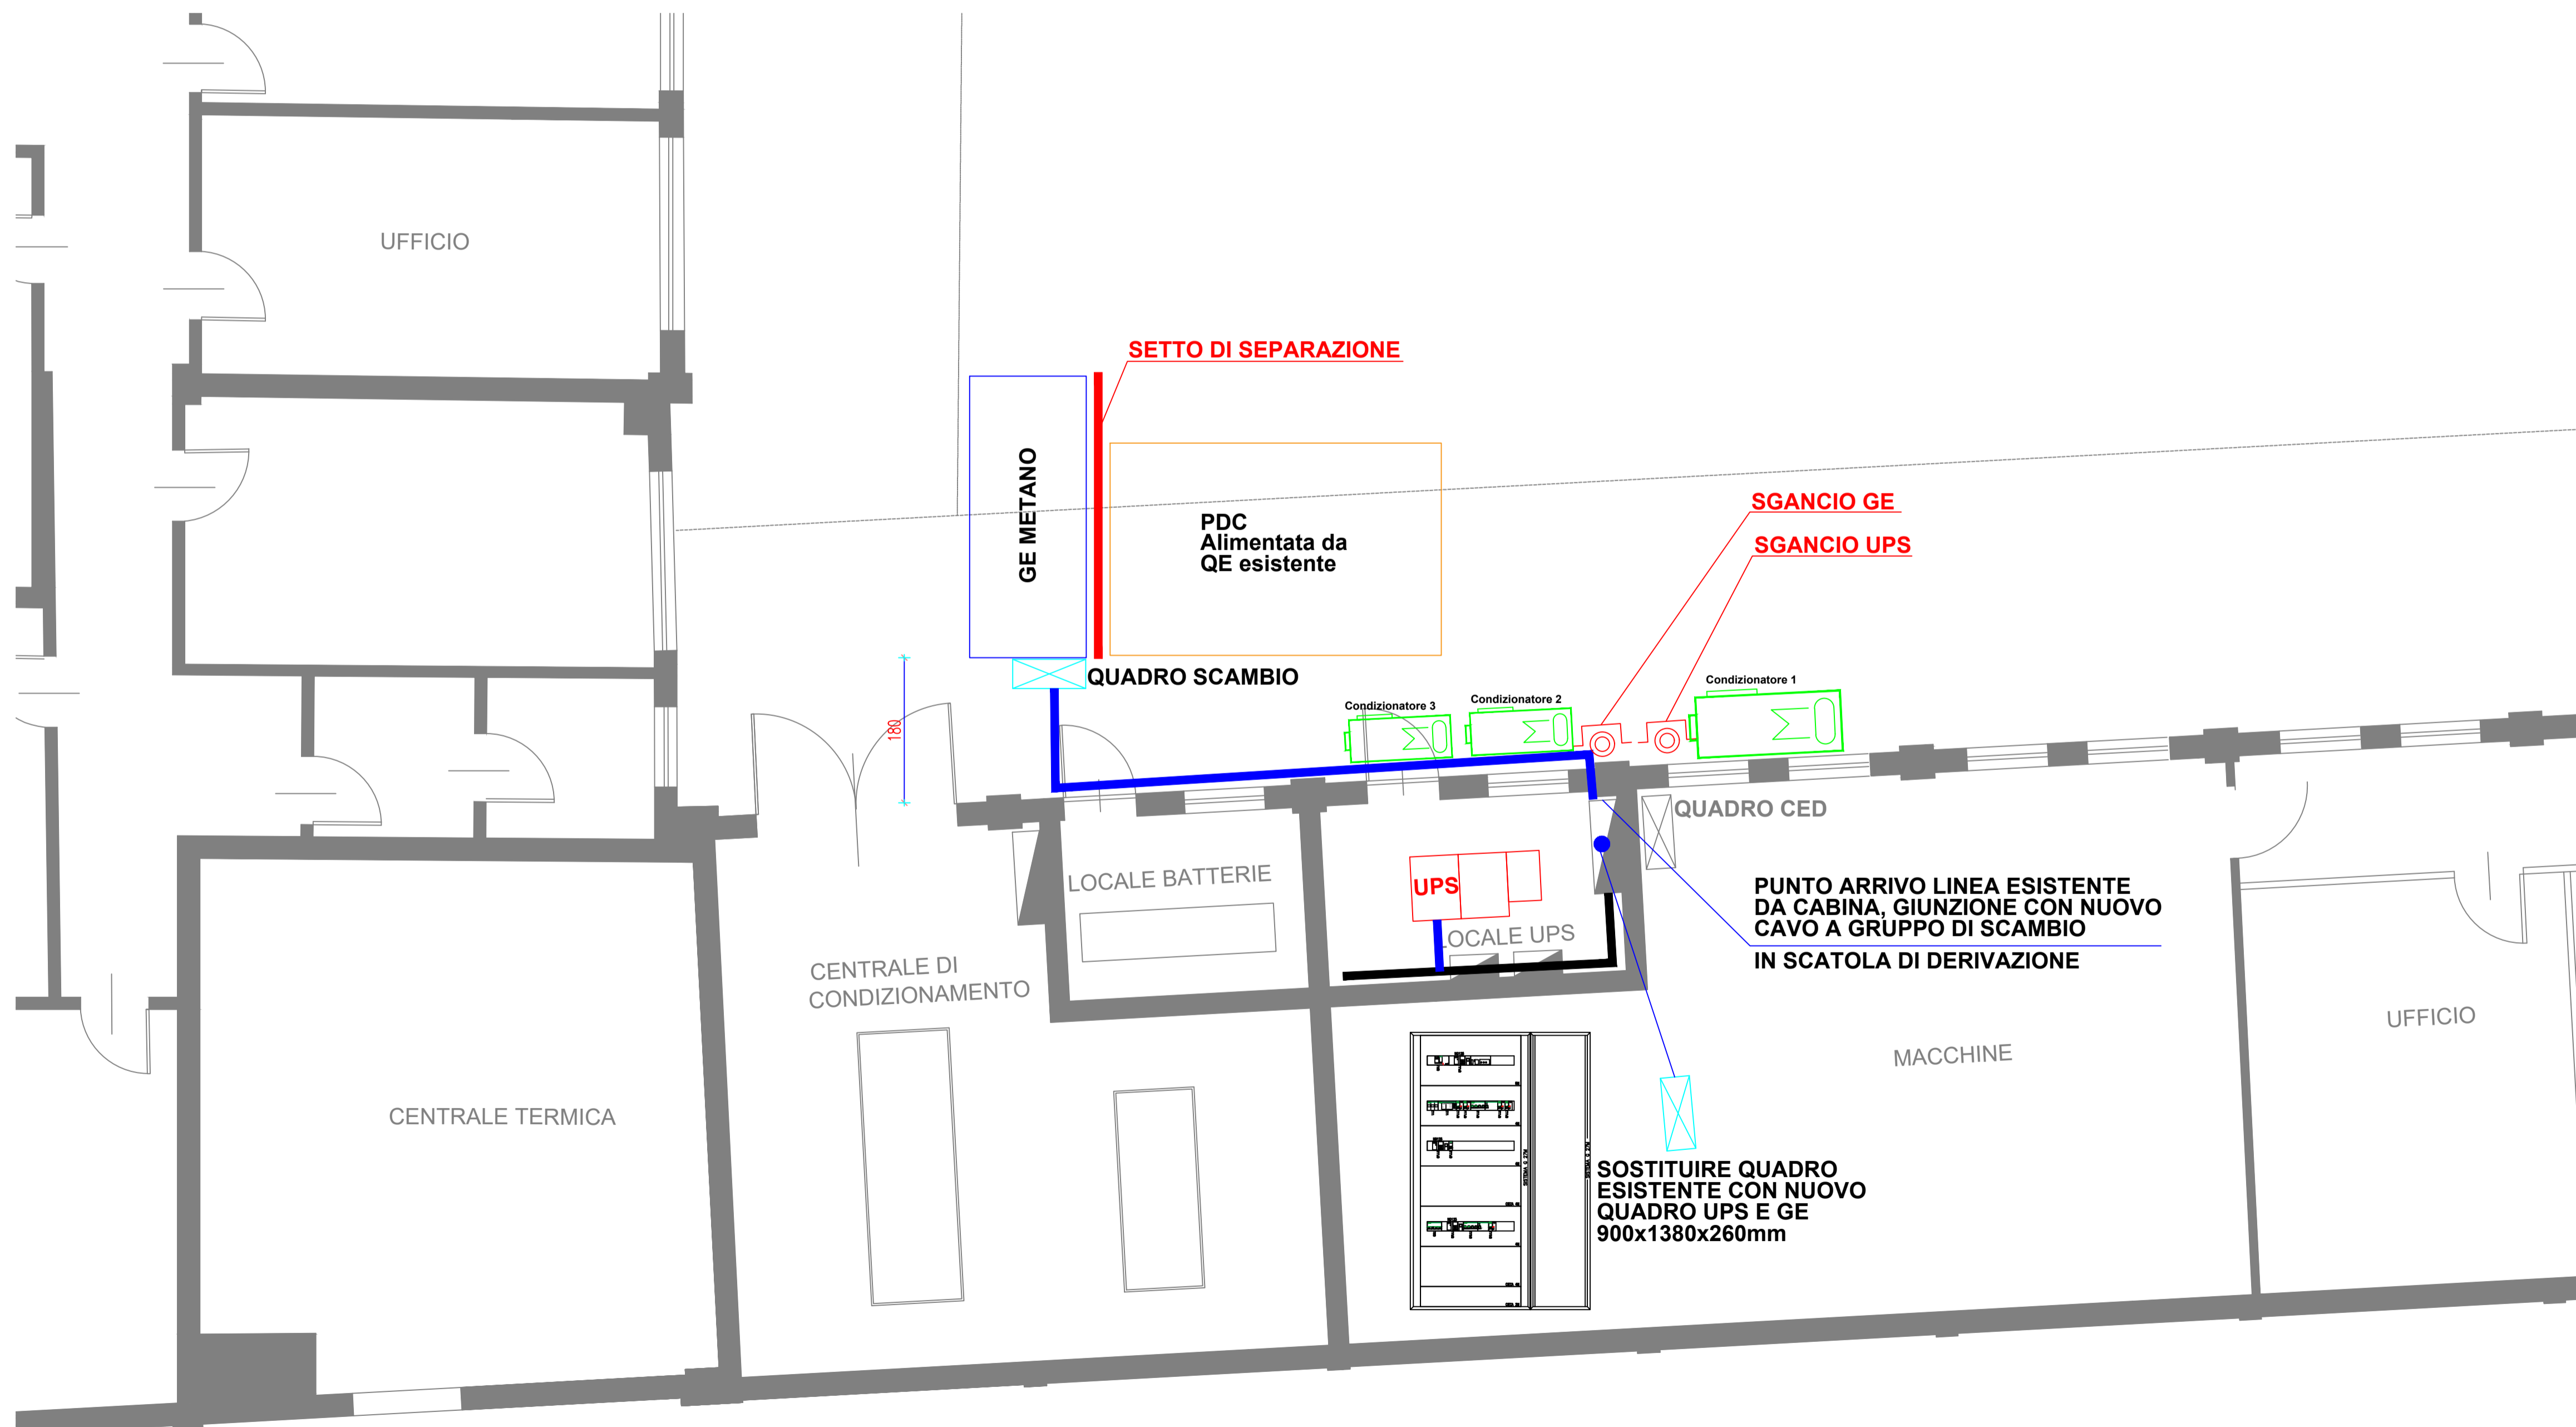 UFFICIO
SETTO DI SEPARAZIONE
GE METANO
PDC
Alimentata da
QE esistente
SGANCIO GE
SGANCIO UPS
QUADRO SCAMBIO
180
Condizionatore 3
Condizionatore 2
Condizionatore 1
QUADRO CED
LOCALE BATTERIE
UPS
LOCALE UPS
PUNTO ARRIVO LINEA ESISTENTE
DA CABINA, GIUNZIONE CON NUOVO
CAVO A GRUPPO DI SCAMBIO
IN SCATOLA DI DERIVAZIONE
CENTRALE DI
CONDIZIONAMENTO
UFFICIO
MACCHINE
CENTRALE TERMICA
SOSTITUIRE QUADRO
ESISTENTE CON NUOVO
QUADRO UPS E GE
900x1380x260mm